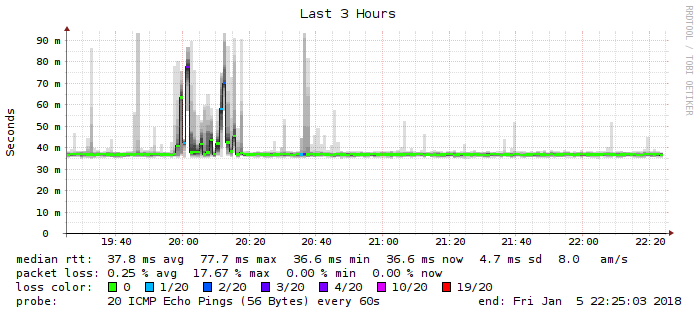 Last 3 Hours
RRDTOOL / TOBI OETIKER
Seconds
90 m
80 m
70 m
60 m
50 m
40 m
30 m
20 m
10 m
0
19:40 20:00 20:20 20:40 21:00 21:20 21:40 22:00 22:20
median rtt: 37.8 ms avg 77.7 ms max 36.6 ms min 36.6 ms now 4.7 ms sd 8.0 am/s
packet loss: 0.25 % avg 17.67 % max 0.00 % min 0.00 % now
loss color: 0 1/20 2/20 3/20 4/20 10/20 19/20
probe: 20 ICMP Echo Pings (56 Bytes) every 60s end: Fri Jan 5 22:25:03 2018